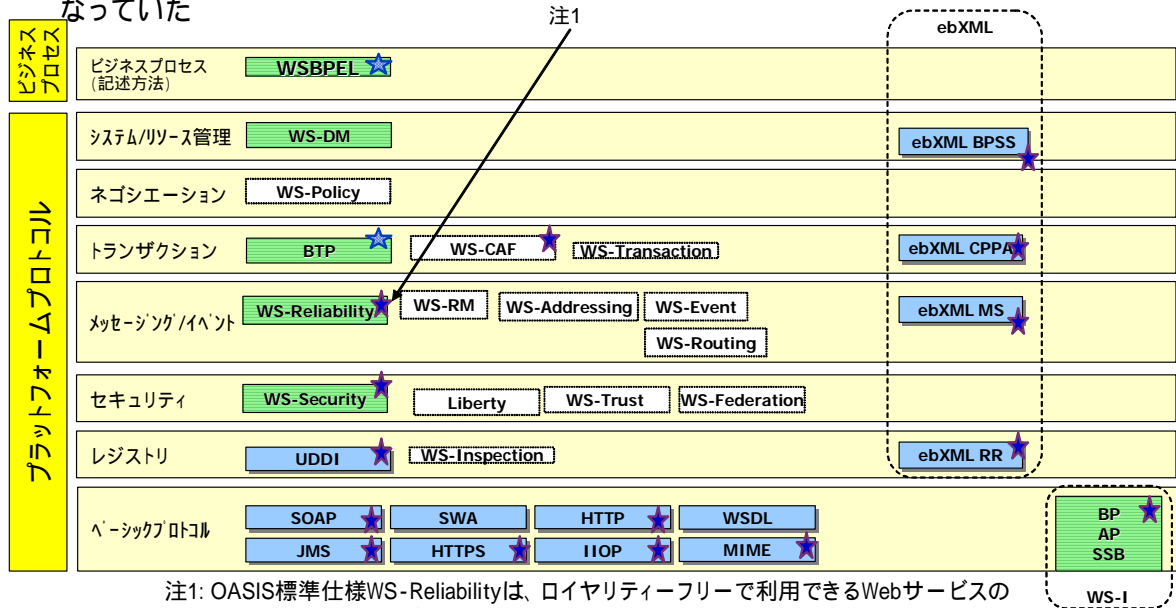 なっていた
注1
ebXML
ビジネス
プロセス
ビジネスプロセス
(記述方法)
WSBPEL
プラットフォームプロトコル
システム/リソース管理
WS-DM
ebXML BPSS
ネゴシエーション
WS-Policy
トランザクション
BTP
WS-CAF
WS-Transaction
ebXML CPPA
メッセージング/イベント
WS-Reliability
WS-RM
WS-Addressing
WS-Event
WS-Routing
ebXML MS
セキュリティ
WS-Security
Liberty
WS-Trust
WS-Federation
レジストリ
UDDI
WS-Inspection
ebXML RR
ベーシックプロトコル
SOAP
SWA
HTTP
WSDL
JMS
HTTPS
IIOP
MIME
BP
AP
SSB
WS-I
注1: OASIS標準仕様WS-Reliabilityは、ロイヤリティーフリーで利用できるWebサービスの